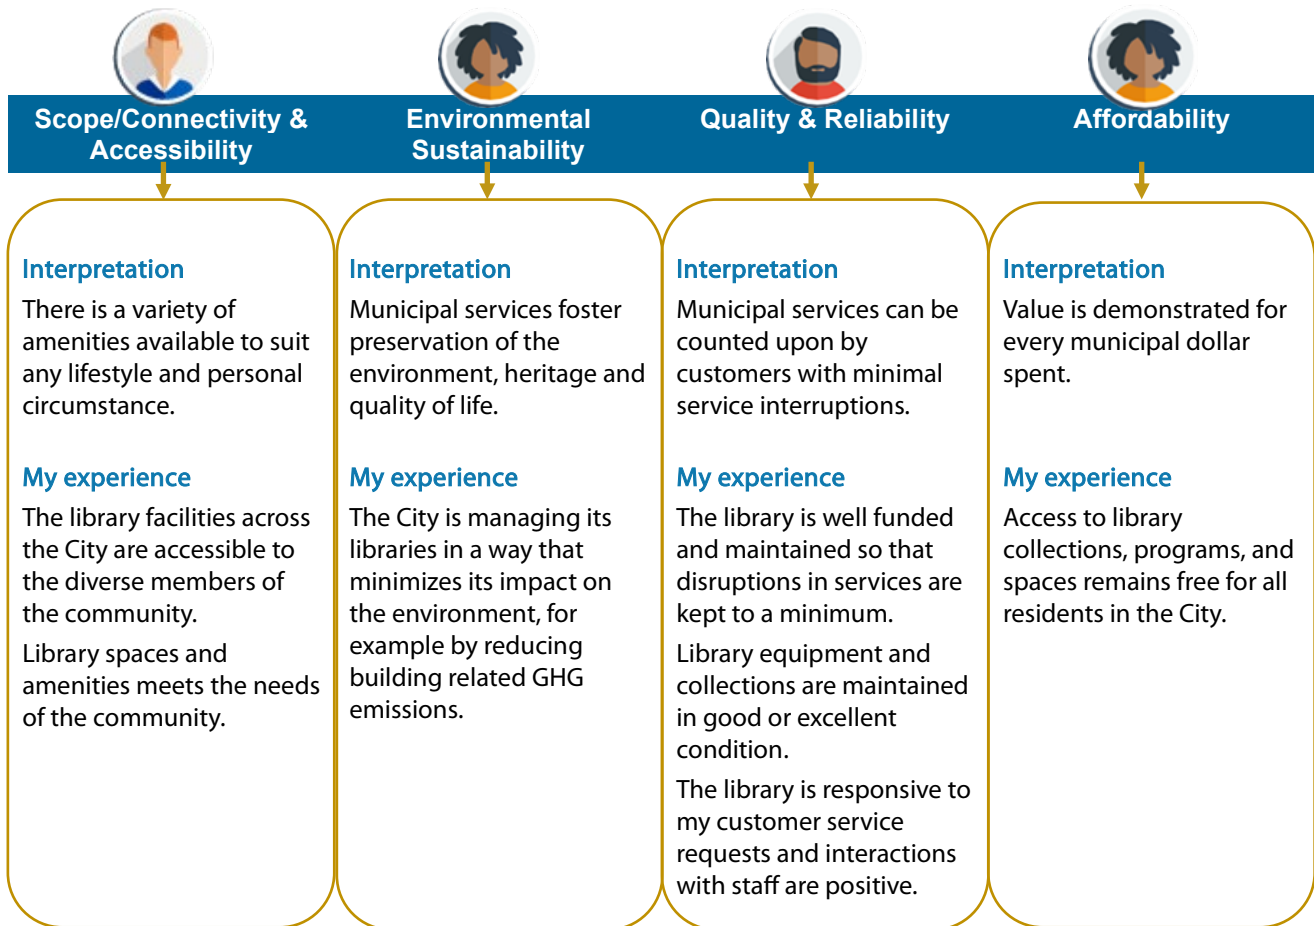 Scope/Connectivity &
Accessibility
Environmental
Sustainability
Quality & Reliability
Affordability
Interpretation
There is a variety of
amenities available to suit
any lifestyle and personal
circumstance.
My experience
The library facilities across
the City are accessible to
the diverse members of
the community.
Library spaces and
amenities meets the needs
of the community.
Interpretation
Municipal services foster
preservation of the
environment, heritage and
quality of life.
My experience
The City is managing its
libraries in a way that
minimizes its impact on
the environment, for
example by reducing
building related GHG
emissions.
Interpretation
Municipal services can be
counted upon by
customers with minimal
service interruptions.
My experience
The library is well funded
and maintained so that
disruptions in services are
kept to a minimum.
Library equipment and
collections are maintained
in good or excellent
condition.
The library is responsive to
my customer service
requests and interactions
with staff are positive.
Interpretation
Value is demonstrated for
every municipal dollar
spent.
My experience
Access to library
collections, programs, and
spaces remains free for all
residents in the City.